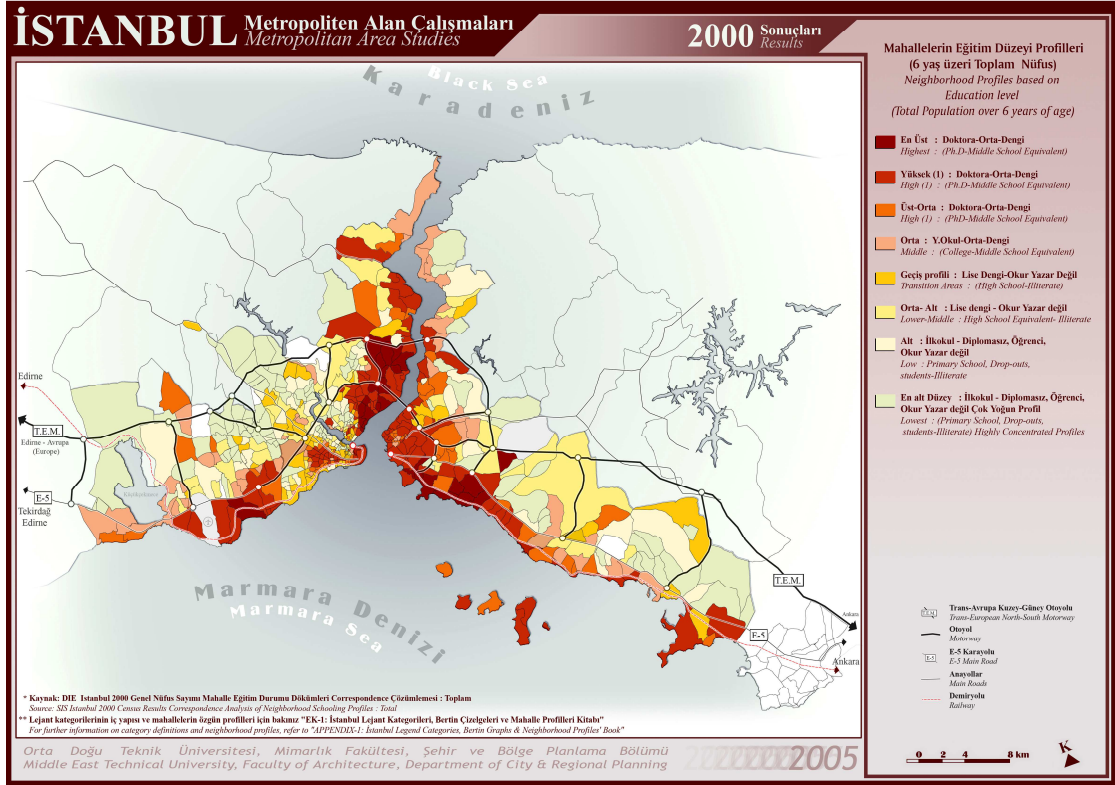 İSTANBUL
Metropoliten Alan Çalışmaları
Metropolitan Area Studies
2000 Sonuçları
Results
Black Sea
Karadeniz
Edirne
T.E.M.
Edirne - Avrupa
(Europe)
E-5
Tekirdağ
Edirne
Küçükçekmece
Marmara Denizi
Marmara Sea
T.E.M.
E-5
Ankara
Ankara
* Kaynak: DIE Istanbul 2000 Genel Nüfus Sayımı Mahalle Eğitim Durumu Dökümleri Correspondence Çözümlemesi : Toplam
Source: SIS Istanbul 2000 Census Results Correspondence Analysis of Neighborhood Schooling Profiles : Total
** Lejant kategorilerinin iç yapısı ve mahallelerin özgün profilleri için bakınız "EK-1: İstanbul Lejant Kategorileri, Bertin Çizelgeleri ve Mahalle Profilleri Kitabı"
For further information on category definitions and neighborhood profiles, refer to "APPENDIX-1: İstanbul Legend Categories, Bertin Graphs & Neighborhood Profiles' Book"
Orta Doğu Teknik Üniversitesi, Mimarlık Fakültesi, Şehir ve Bölge Planlama Bölümü
Middle East Technical University, Faculty of Architecture, Department of City & Regional Planning
2005
Mahallelerin Eğitim Düzeyi Profilleri
(6 yaş üzeri Toplam Nüfus)
Neighborhood Profiles based on
Education level
(Total Population over 6 years of age)
En Üst : Doktora-Orta-Dengi
Highest : (Ph.D-Middle School Equivalent)
Yüksek (1) : Doktora-Orta-Dengi
High (1) : (Ph.D-Middle School Equivalent)
Üst-Orta : Doktora-Orta-Dengi
High (1) : (PhD-Middle School Equivalent)
Orta : Y.Okul-Orta-Dengi
Middle : (College-Middle School Equivalent)
Geçiş profili : Lise Dengi-Okur Yazar Değil
Transition Areas : (High School-Illiterate)
Orta- Alt : Lise dengi - Okur Yazar değil
Lower-Middle : High School Equivalent- Illiterate
Alt : İlkokul - Diplomasız, Öğrenci,
Okur Yazar değil
Low : Primary School, Drop-outs,
students-Illiterate
En alt Düzey : İlkokul - Diplomasız, Öğrenci,
Okur Yazar değil Çok Yoğun Profil
Lowest : (Primary School, Drop-outs,
students-Illiterate) Highly Concentrated Profiles
T.E.M. Trans-Avrupa Kuzey-Güney Otoyolu
Trans-European North-South Motorway
Otoyol
Motorway
E-5 E-5 Karayolu
E-5 Main Road
Anayollar
Main Roads
Demiryolu
Railway
0 2 4 8 km
K